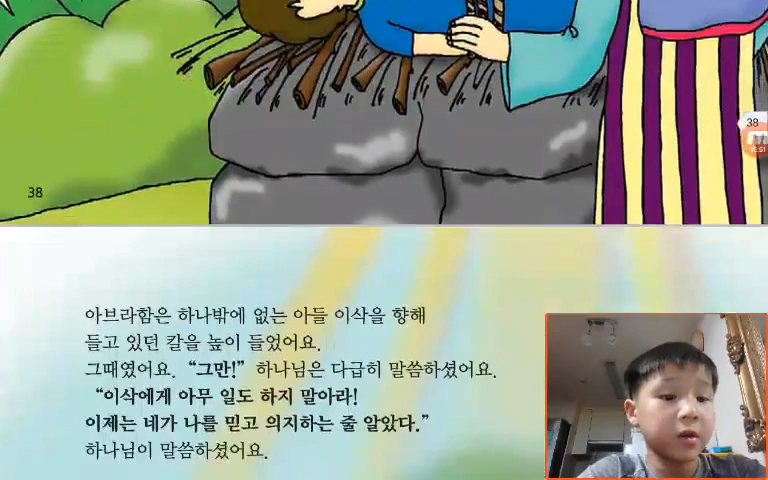 38
38
35:51
아브라함은 하나밖에 없는 아들 이삭을 향해
들고 있던 칼을 높이 들었어요.
그때였어요. “그만!” 하나님은 다급히 말씀하셨어요.
“이삭에게 아무 일도 하지 말아라!
이제는 네가 나를 믿고 의지하는 줄 알았다.”
하나님이 말씀하셨어요.